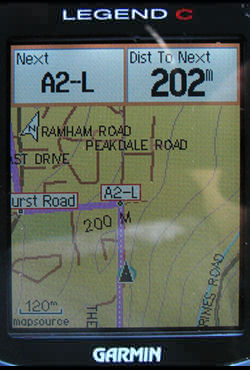 LEGEND C
Next
Dist To Next
A2-L
202m
RAMHAM ROAD
PEAKDALE ROAD
AST DRIVE
A2-L
urst Road
200 M
RINES ROAD
THE
120m
mapsource
GARMIN